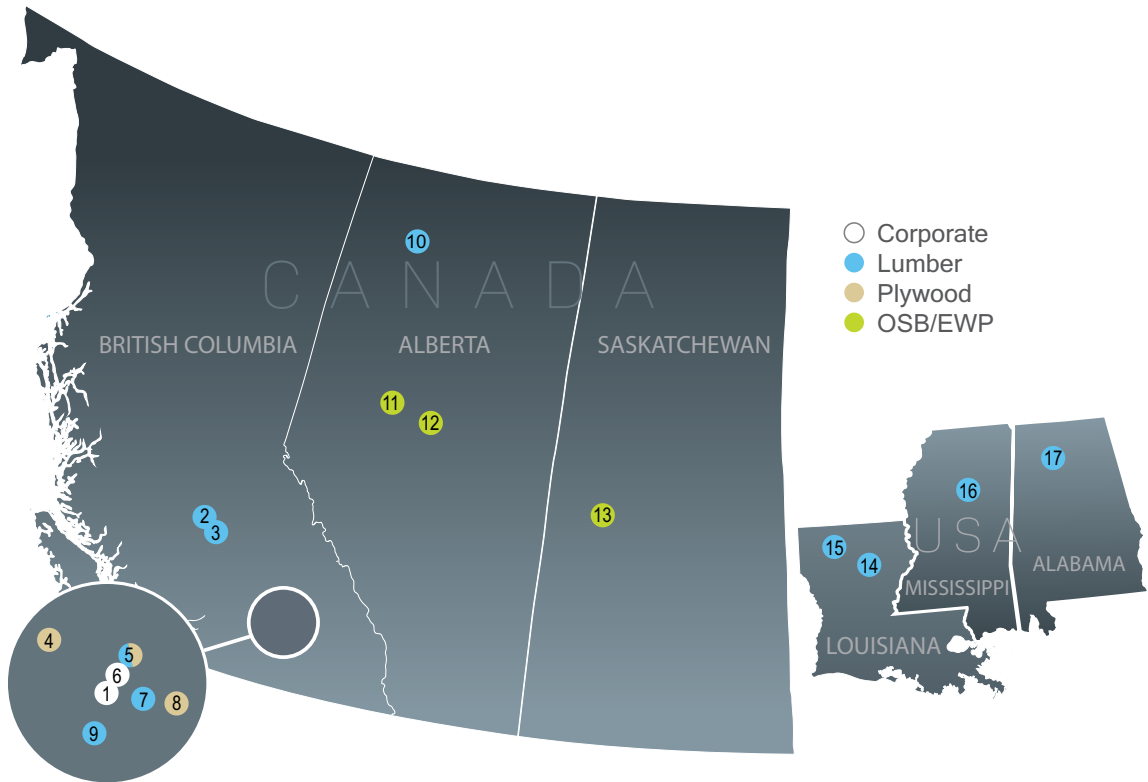 10
CANADA
BRITISH COLUMBIA
ALBERTA
SASKATCHEWAN
11
12
2
3
13
4
5
6
1
7
8
9
Corporate
Lumber
Plywood
OSB/EWP
17
16
USA
15
14
ALABAMA
MISSISSIPPI
LOUISIANA